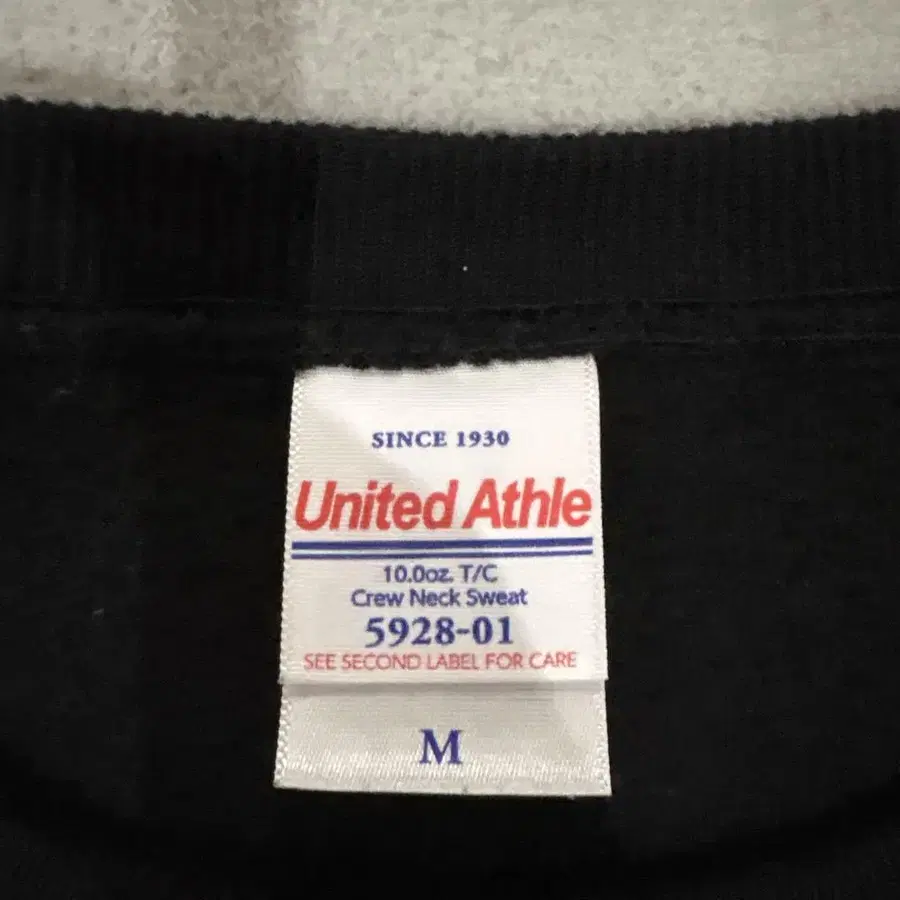 SINCE 1930
United Athle
10.0oz. T/C
Crew Neck Sweat
5928-01
SEE SECOND LABEL FOR CARE
M